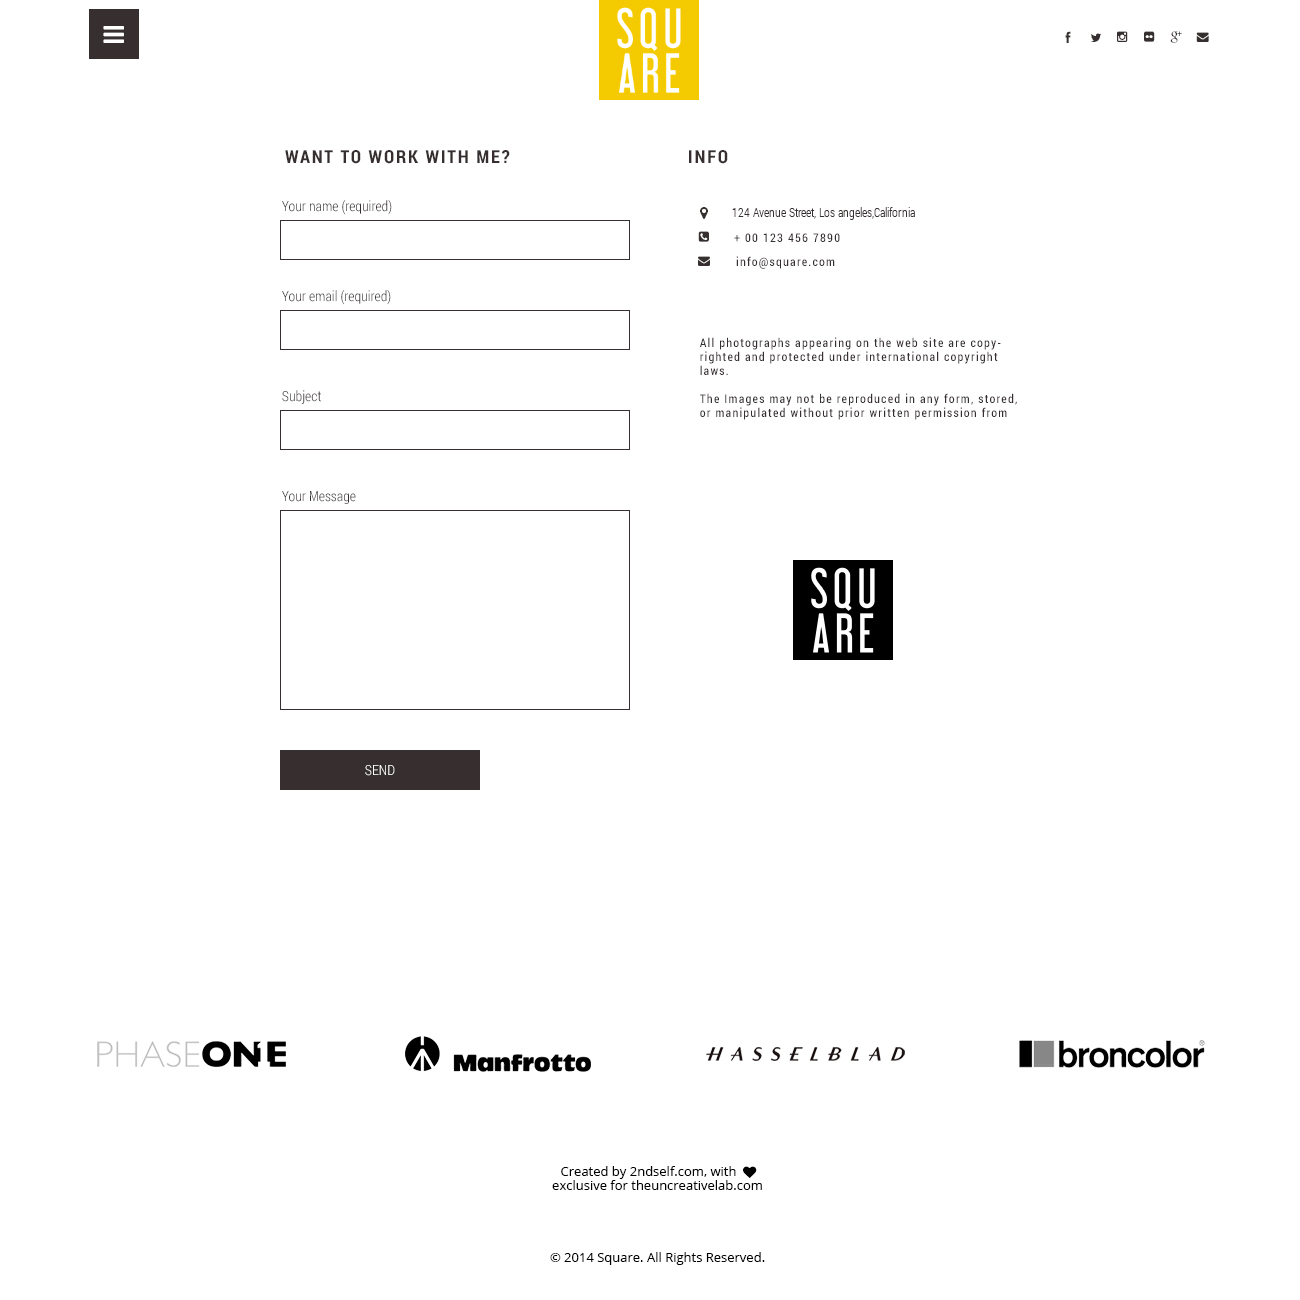 SQU
ARE
WANT TO WORK WITH ME?
Your name (required)
Your email (required)
Subject
Your Message
SEND
INFO
124 Avenue Street, Los angeles,California
+ 00 123 456 7890
info@square.com
All photographs appearing on the web site are copy-
righted and protected under international copyright
laws.
The Images may not be reproduced in any form, stored,
or manipulated without prior written permission from
SQU
ARE
PHASEONE
Manfrotto
HASSELBLAD
broncolor®
Created by 2ndself.com, with
exclusive for theuncreativelab.com
© 2014 Square. All Rights Reserved.